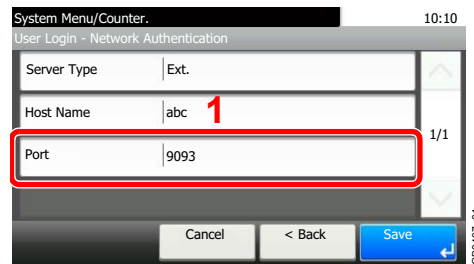 System Menu/Counter. 10:10
User Login - Network Authentication
Server Type Ext.
Host Name abc 1
1/1
Port 9093
Cancel < Back Save